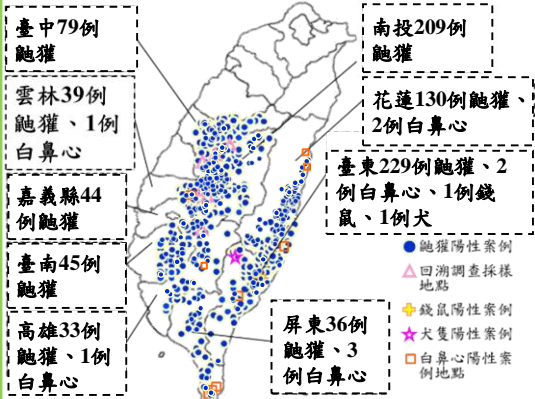 臺中79例
鼬獾
南投209例
鼬獾
雲林39例
鼬獾、1例
白鼻心
花蓮130例鼬獾、
2例白鼻心
嘉義縣44
例鼬獾
臺東229例鼬獾、2
例白鼻心、1例錢
鼠、1例犬
臺南45例
鼬獾
高雄33例
鼬獾、1例
白鼻心
屏東36例
鼬獾、3
例白鼻心
鼬獾陽性案例
回溯調查採樣
地點
錢鼠陽性案例
犬隻陽性案例
白鼻心陽性案
例地點